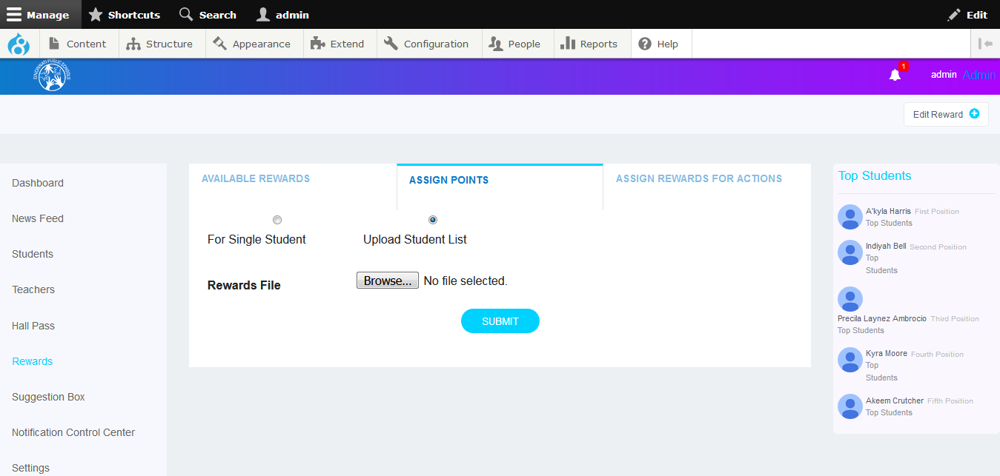 Manage Shortcuts Search admin Edit
Content Structure Appearance Extend Configuration People Reports Help
CINCINNATI PUBLIC SCHOOLS
1
admin Admin
Edit Reward
Dashboard
News Feed
Students
Teachers
Hall Pass
Rewards
Suggestion Box
Notification Control Center
Settings
AVAILABLE REWARDS ASSIGN POINTS ASSIGN REWARDS FOR ACTIONS
For Single Student Upload Student List
Rewards File Browse... No file selected.
SUBMIT
Top Students
A'kyla Harris First Position
Top Students
Indiyah Bell Second Position
Top
Students
Precila Laynez Ambrocio Third Position
Top Students
Kyra Moore Fourth Position
Top
Students
Akeem Crutcher Fifth Position
Top Students